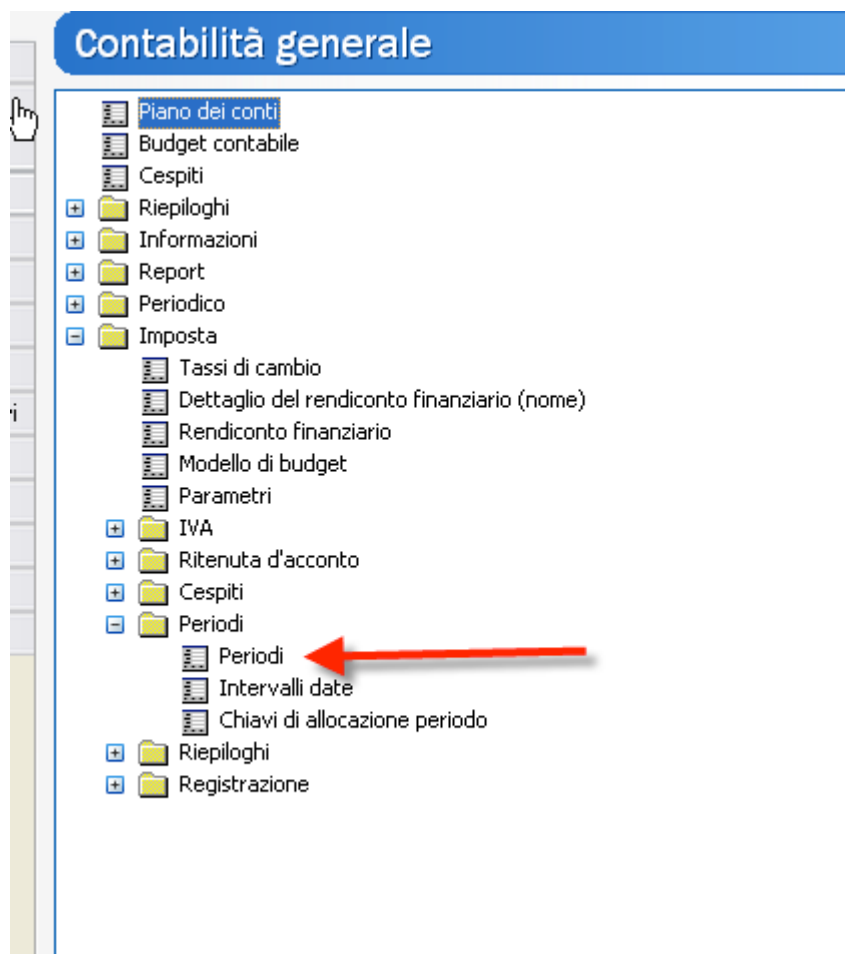 Contabilità generale
Piano dei conti
Budget contabile
Cespiti
Riepiloghi
Informazioni
Report
Periodico
Imposta
Tassi di cambio
Dettaglio del rendiconto finanziario (nome)
ri
Rendiconto finanziario
Modello di budget
Parametri
IVA
Ritenuta d'acconto
Cespiti
Periodi
Periodi
Intervalli date
Chiavi di allocazione periodo
Riepiloghi
Registrazione